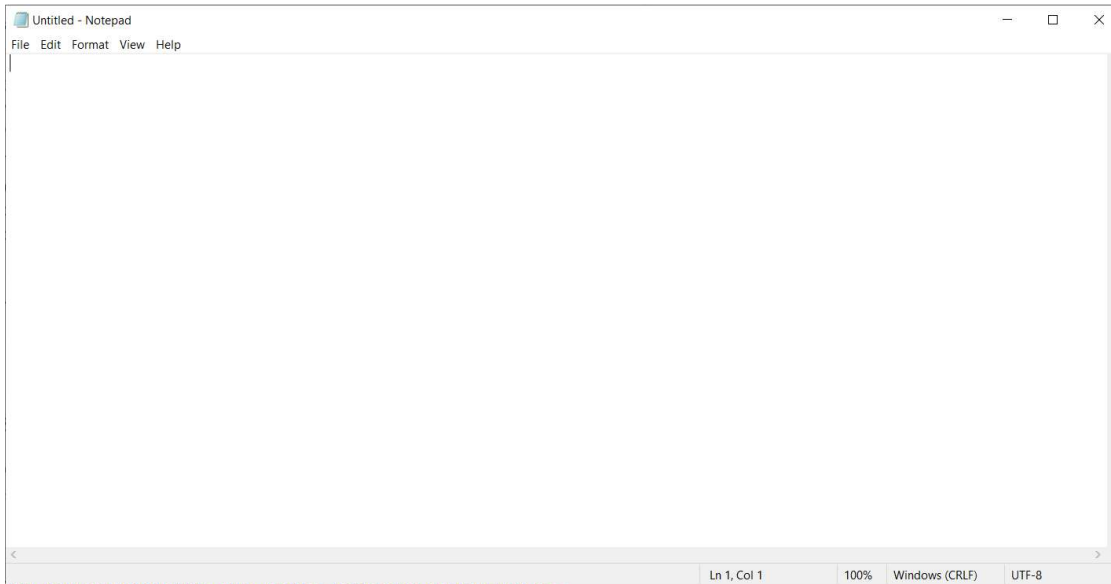 Untitled - Notepad
File Edit Format View Help
Ln 1, Col 1 100% Windows (CRLF) UTF-8